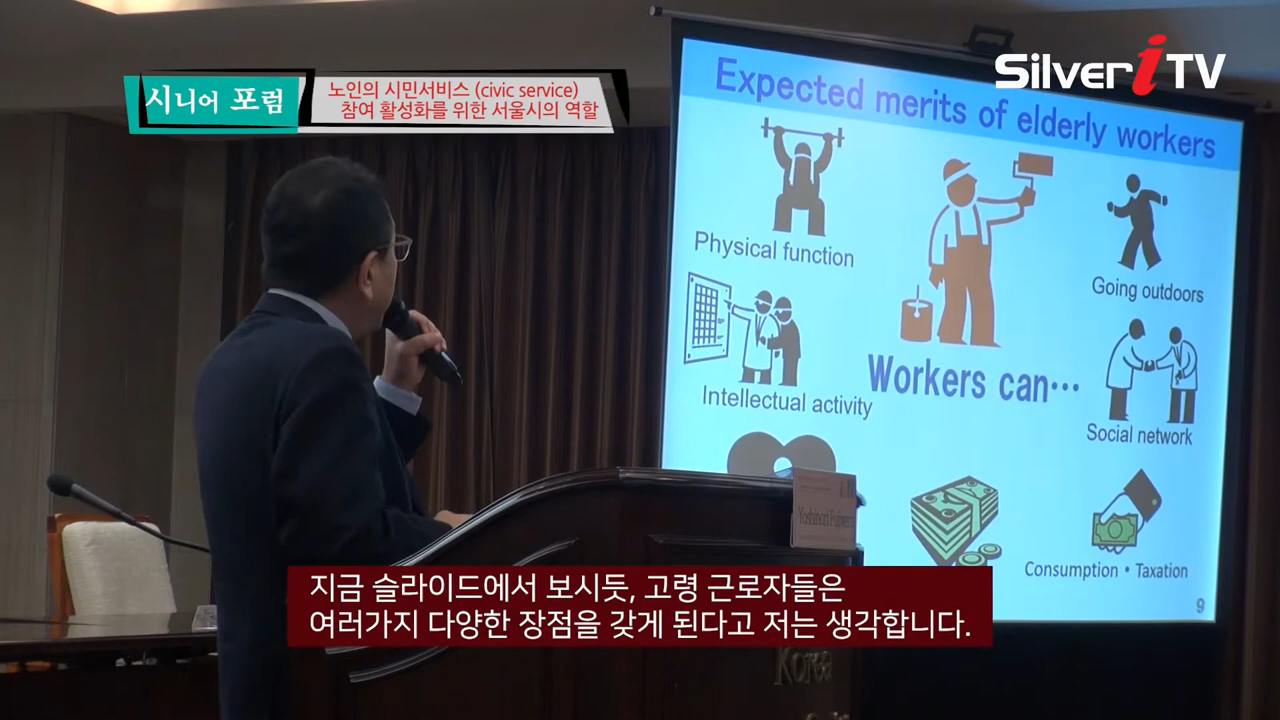 Silver i TV
시니어 포럼
노인의 시민서비스 (civic service)
참여 활성화를 위한 서울시의 역할
Expected merits of elderly workers
Physical function
Going outdoors
Intellectual activity
Workers can…
Social network
Consumption・Taxation
9
Yoshinori Fujiwara
지금 슬라이드에서 보시듯, 고령 근로자들은
여러가지 다양한 장점을 갖게 된다고 저는 생각합니다.
Korea